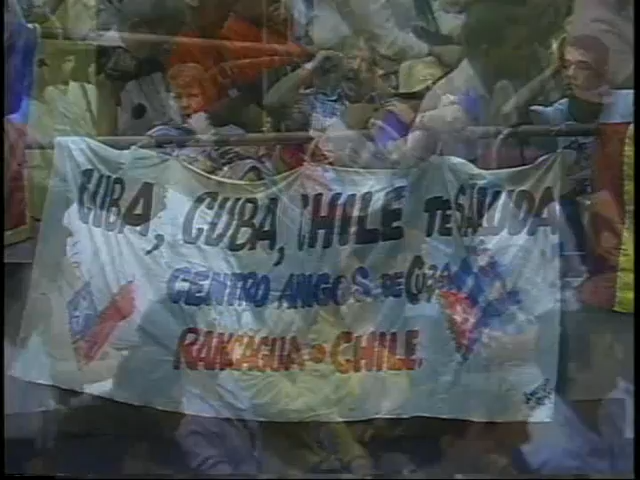 CUBA, CUBA, CHILE TE SALUDA
CENTRO AMIGOS DE CUBA
RANCAGUA - CHILE.